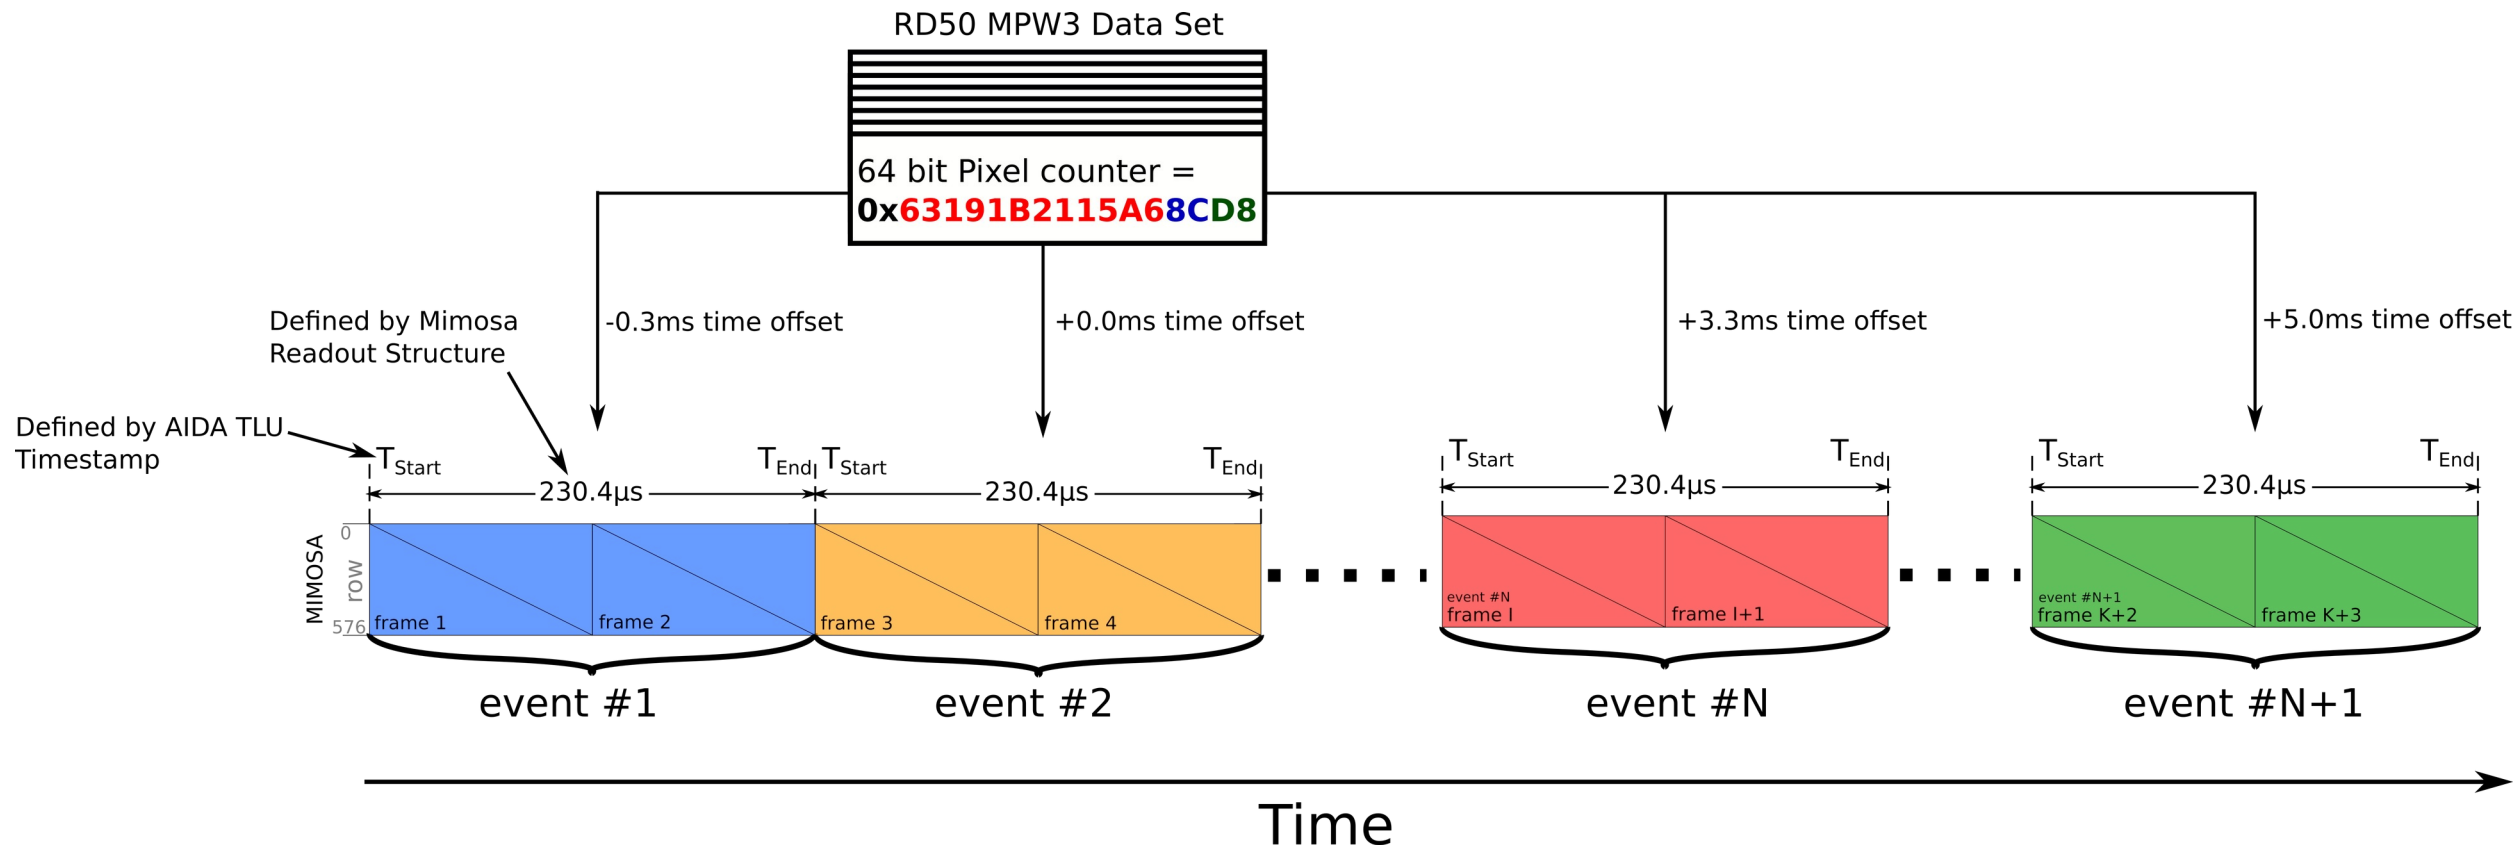 RD50 MPW3 Data Set
64 bit Pixel counter =
0x63191B2115A68CD8
-0.3ms time offset
+0.0ms time offset
+3.3ms time offset
+5.0ms time offset
Defined by Mimosa
Readout Structure
Defined by AIDA TLU
Timestamp
TStart
TEnd
TStart
TEnd
TStart
TEnd
TStart
TEnd
230.4µs
230.4µs
230.4µs
230.4µs
MIMOSA
row
0
576
frame 1
frame 2
frame 3
frame 4
event #N
frame I
frame I+1
event #N+1
frame K+2
frame K+3
event #1
event #2
event #N
event #N+1
Time